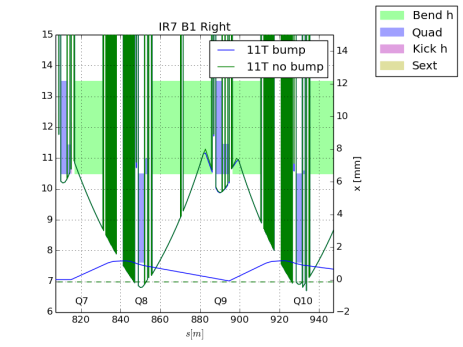 IR7 B1 Right
Bend h
Quad
Kick h
Sext
11T bump
11T no bump
15
14
13
12
11
10
9
8
7
6
14
12
10
8
6
4
2
0
−2
x [mm]
Q7 Q8 Q9 Q10
820 840 860 880 900 920 940
s[m]